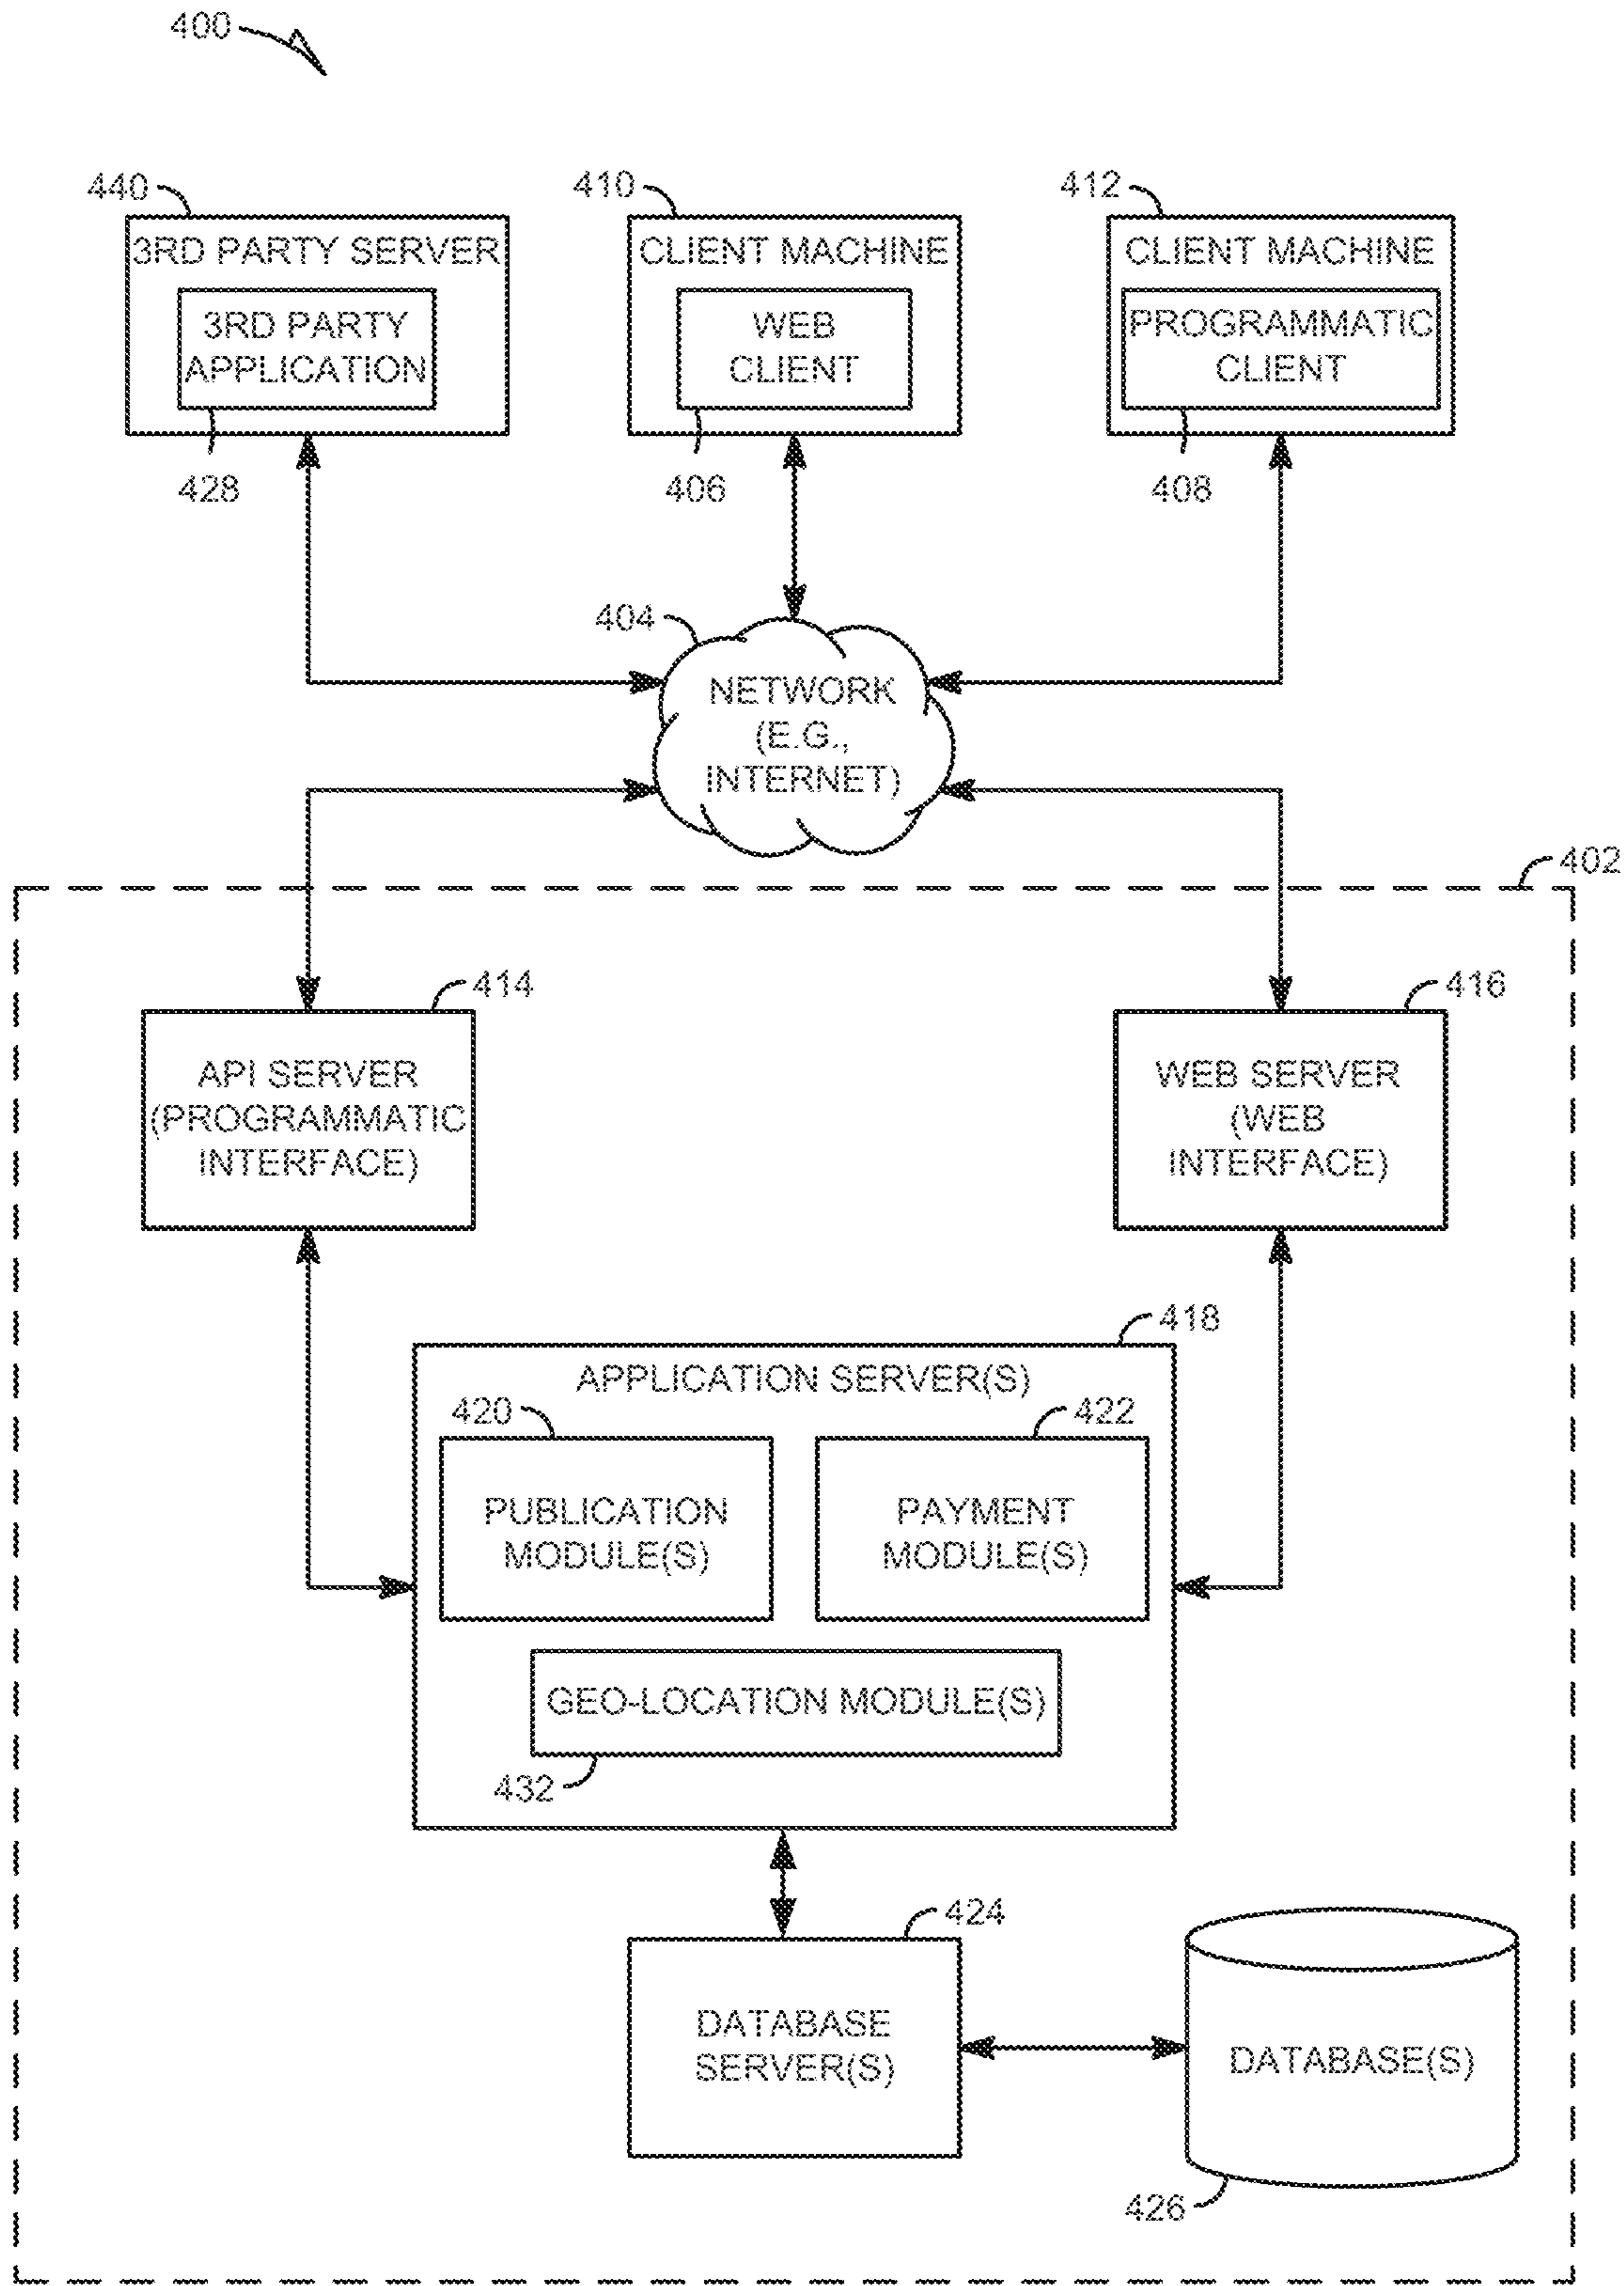 400
440
410
412
3RD PARTY SERVER
CLIENT MACHINE
CLIENT MACHINE
3RD PARTY
APPLICATION
WEB
CLIENT
PROGRAMMATIC
CLIENT
428
406
408
404
NETWORK
(E.G.,
INTERNET)
402
414
416
API SERVER
(PROGRAMMATIC
INTERFACE)
WEB SERVER
(WEB
INTERFACE)
418
APPLICATION SERVER(S)
420
422
PUBLICATION
MODULE(S)
PAYMENT
MODULE(S)
GEO-LOCATION MODULE(S)
432
424
DATABASE
SERVER(S)
DATABASE(S)
426